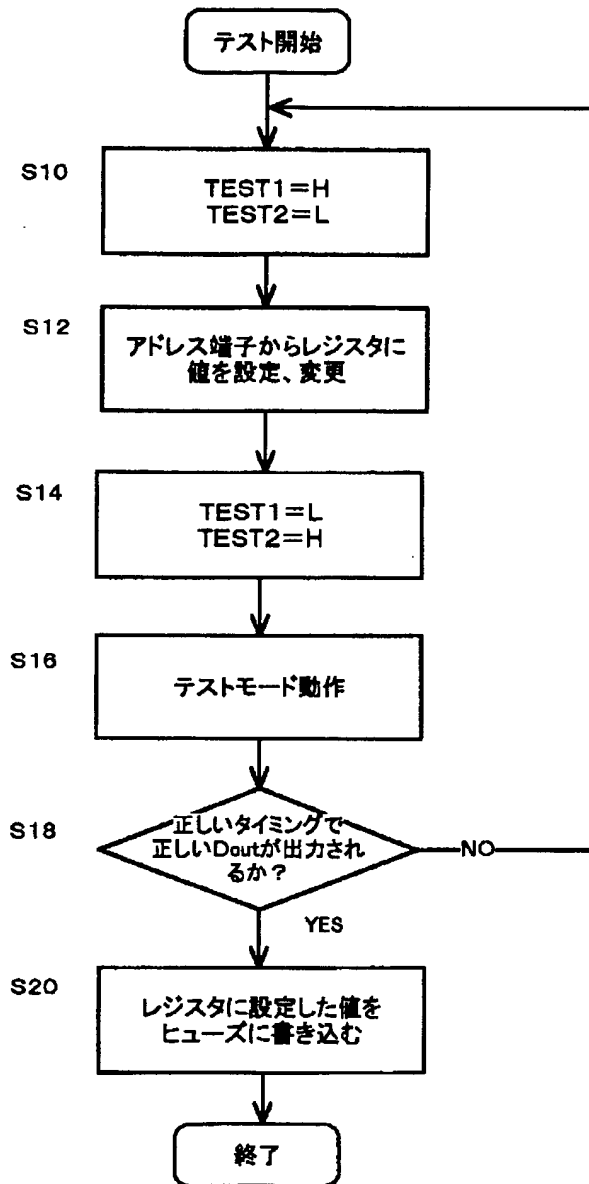 テスト開始
S10
TEST1=H
TEST2=L
S12
アドレス端子からレジスタに
値を設定、変更
S14
TEST1=L
TEST2=H
S16
テストモード動作
S18
正しいタイミングで
正しいDoutが出力され
るか?
NO
YES
S20
レジスタに設定した値を
ヒューズに書き込む
終了